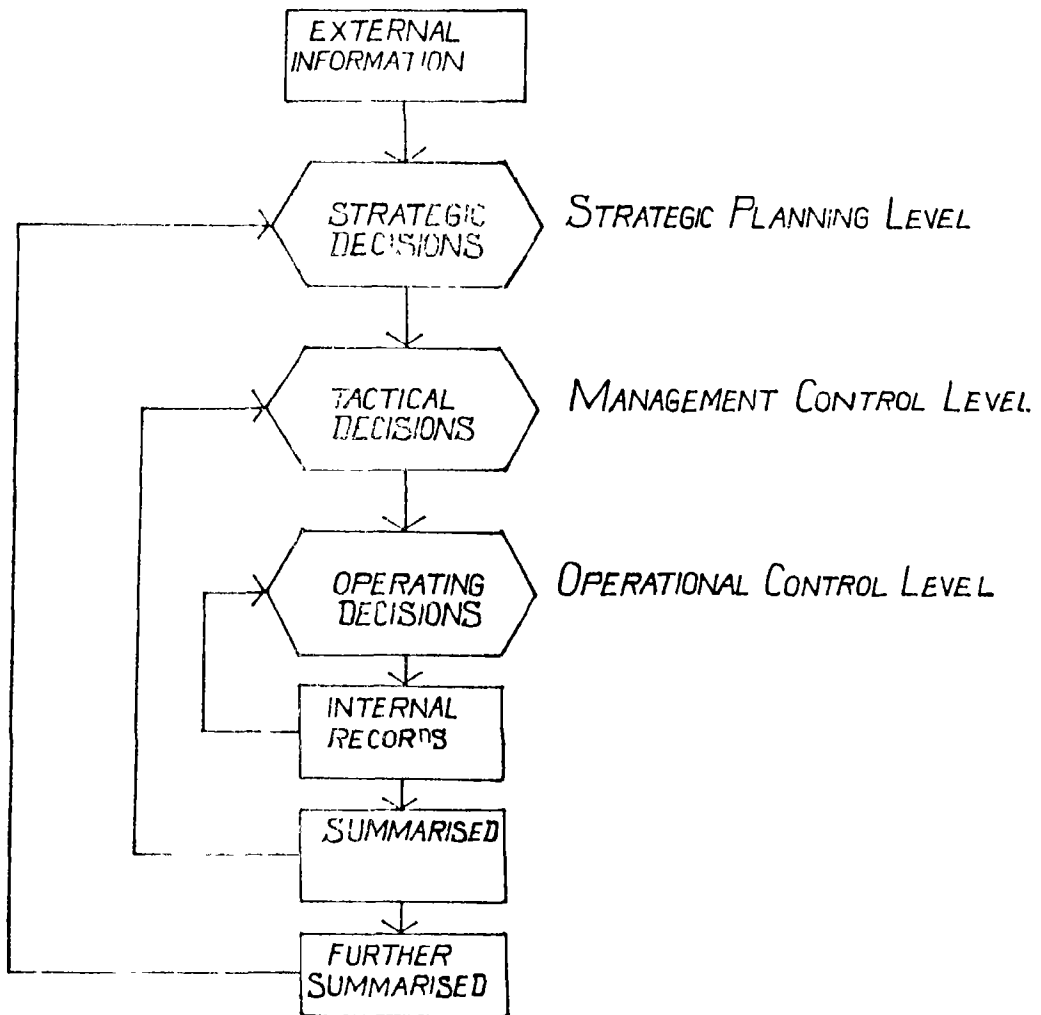 EXTERNAL
INFORMATION
STRATEGIC
DECISIONS
STRATEGIC PLANNING LEVEL
TACTICAL
DECISIONS
MANAGEMENT CONTROL LEVEL
OPERATING
DECISIONS
OPERATIONAL CONTROL LEVEL
INTERNAL
RECORDS
SUMMARISED
FURTHER
SUMMARISED